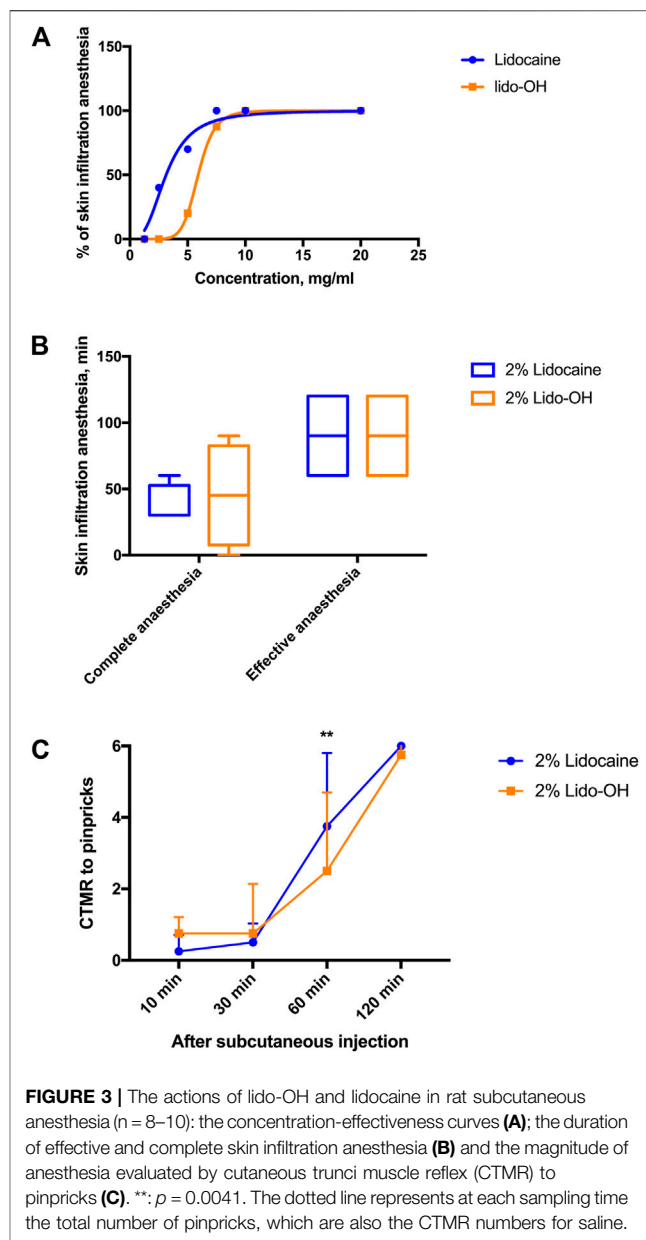 A
% of skin infiltration anesthesia
150
100
50
0
0 5 10 15 20 25
Concentration, mg/ml
Lidocaine
lido-OH
B
Skin infiltration anesthesia, min
150
100
50
0
Complete anaesthesia
Effective anaesthesia
2% Lidocaine
2% Lido-OH
C
CTMR to pinpricks
6
4
2
0
**
10 min
30 min
60 min
120 min
After subcutaneous injection
2% Lidocaine
2% Lido-OH
FIGURE 3 | The actions of lido-OH and lidocaine in rat subcutaneous
anesthesia (n = 8–10): the concentration-effectiveness curves (A); the duration
of effective and complete skin infiltration anesthesia (B) and the magnitude of
anesthesia evaluated by cutaneous trunci muscle reflex (CTMR) to
pinpricks (C). **: p = 0.0041. The dotted line represents at each sampling time
the total number of pinpricks, which are also the CTMR numbers for saline.